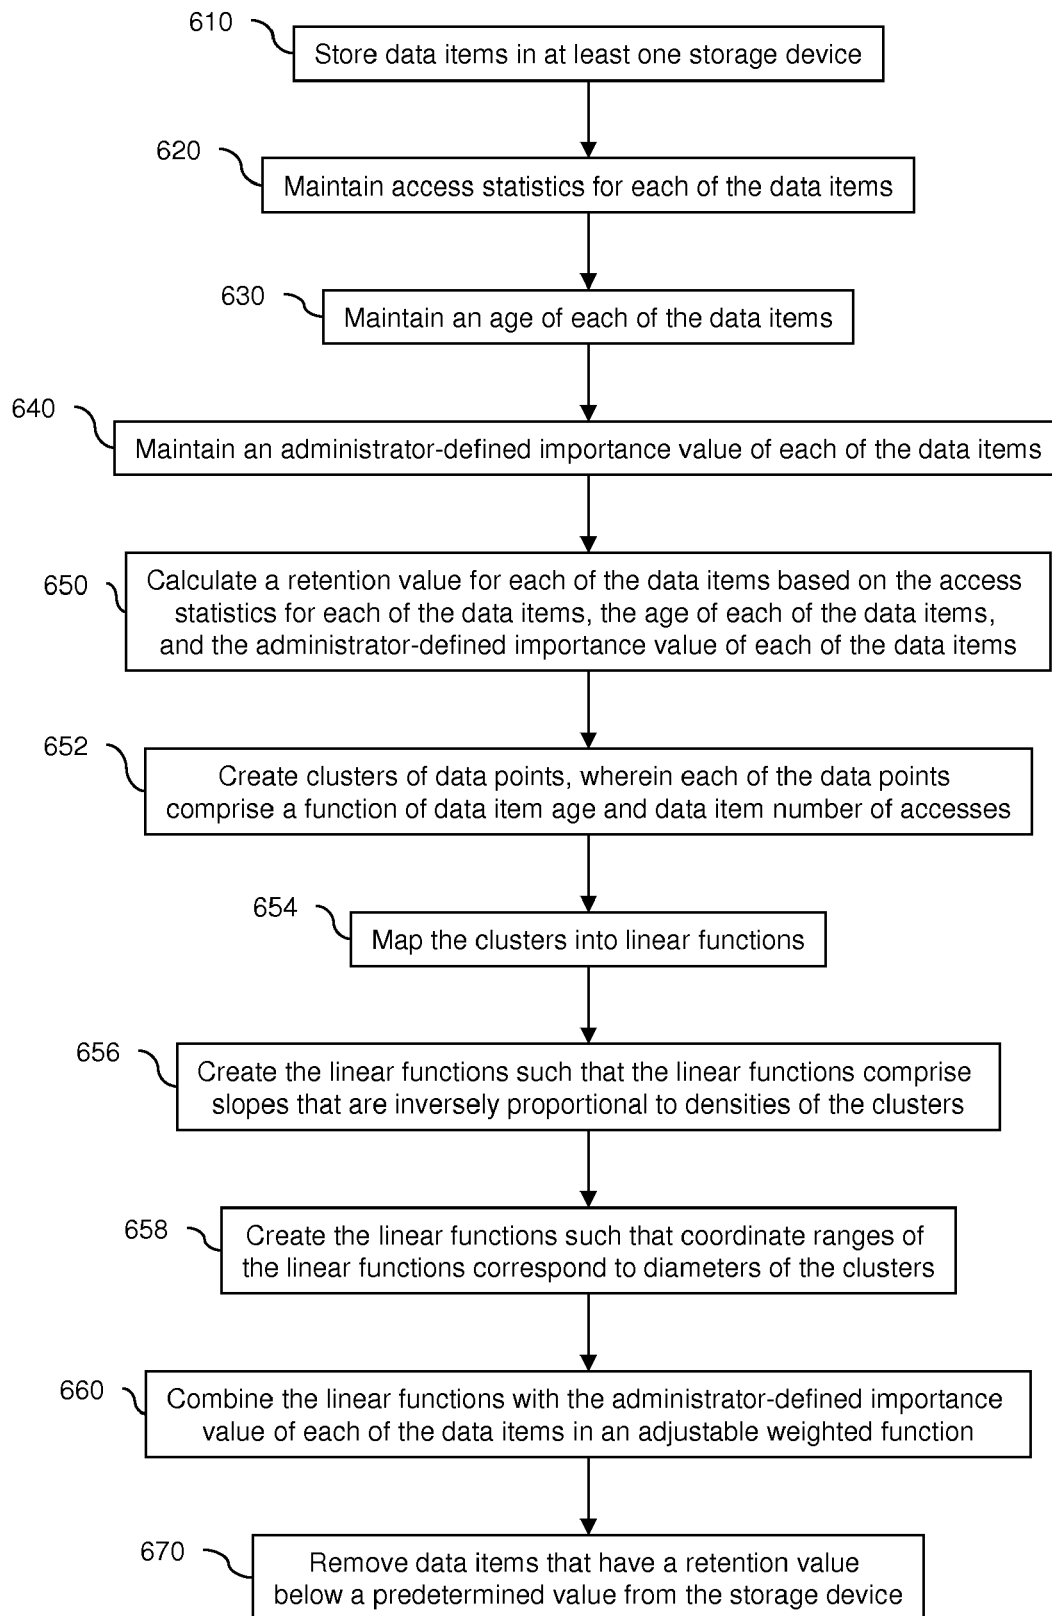 610
Store data items in at least one storage device
620
Maintain access statistics for each of the data items
630
Maintain an age of each of the data items
640
Maintain an administrator-defined importance value of each of the data items
650
Calculate a retention value for each of the data items based on the access
statistics for each of the data items, the age of each of the data items,
and the administrator-defined importance value of each of the data items
652
Create clusters of data points, wherein each of the data points
comprise a function of data item age and data item number of accesses
654
Map the clusters into linear functions
656
Create the linear functions such that the linear functions comprise
slopes that are inversely proportional to densities of the clusters
658
Create the linear functions such that coordinate ranges of
the linear functions correspond to diameters of the clusters
660
Combine the linear functions with the administrator-defined importance
value of each of the data items in an adjustable weighted function
670
Remove data items that have a retention value
below a predetermined value from the storage device